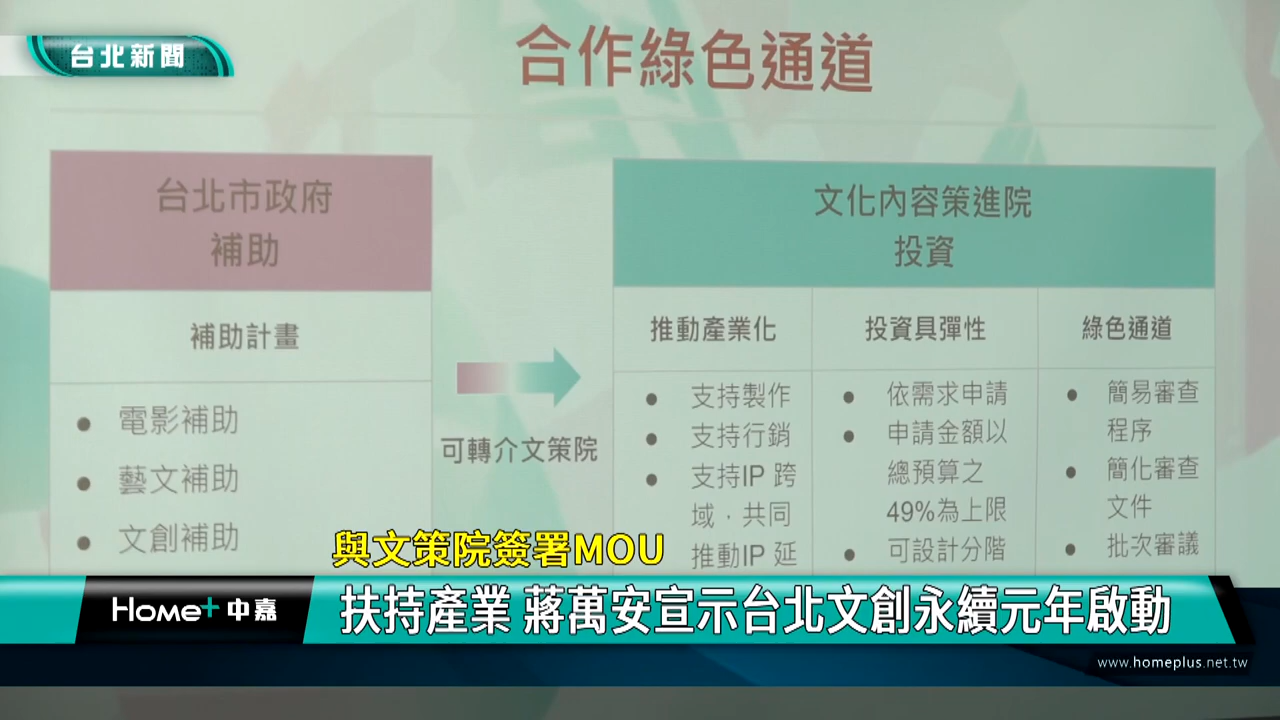 台北新聞
合作綠色通道
台北市政府
補助
補助計畫
● 電影補助
● 藝文補助
● 文創補助
可轉介文策院
文化內容策進院
投資
推動產業化
● 支持製作
● 支持行銷
● 支持IP 跨
域，共同
推動IP 延
投資具彈性
● 依需求申請
● 申請金額以
總預算之
49%為上限
● 可設計分階
綠色通道
● 簡易審查
程序
● 簡化審查
文件
● 批次審議
與文策院簽署MOU
Home+ 中嘉
扶持產業 蔣萬安宣示台北文創永續元年啟動
www.homeplus.net.tw